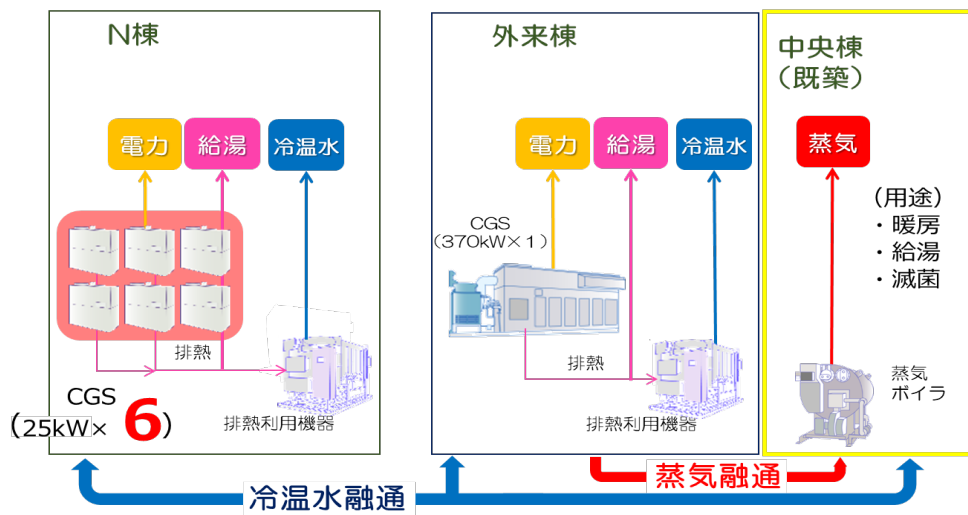 N棟
電力
給湯
冷温水
排熱
CGS
(25kW× 6)
排熱利用機器
外来棟
電力
給湯
冷温水
CGS
(370kW×1)
排熱
排熱利用機器
中央棟
(既築)
蒸気
(用途)
・暖房
・給湯
・滅菌
蒸気
ボイラ
蒸気融通
冷温水融通